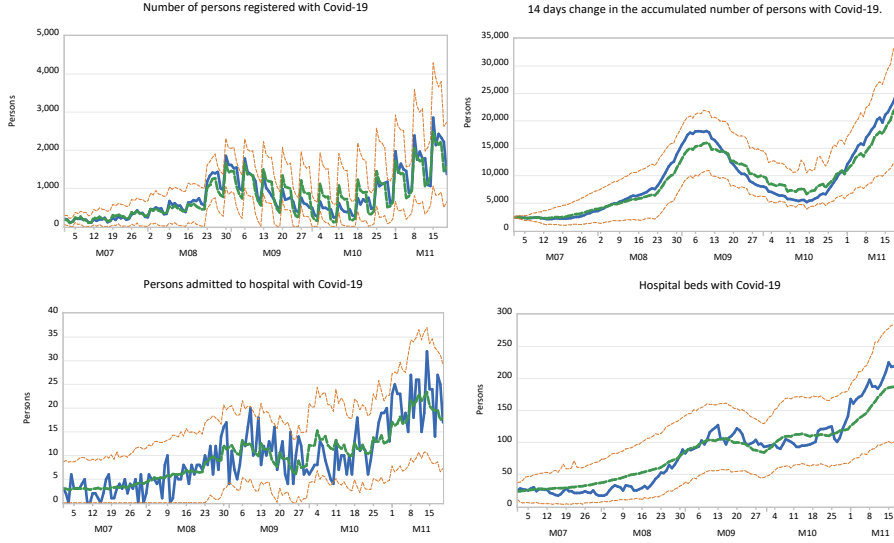 Number of persons registered with Covid-19
5,000
4,000
3,000
2,000
1,000
0
Persons
5 12 19 26 2 9 16 23 30 6 13 20 27 4 11 18 25 1 8 15
M07 M08 M09 M10 M11
14 days change in the accumulated number of persons with Covid-19.
35,000
30,000
25,000
20,000
15,000
10,000
5,000
0
Persons
5 12 19 26 2 9 16 23 30 6 13 20 27 4 11 18 25 1 8 15
M07 M08 M09 M10 M11
Persons admitted to hospital with Covid-19
40
35
30
25
20
15
10
5
0
Persons
5 12 19 26 2 9 16 23 30 6 13 20 27 4 11 18 25 1 8 15
M07 M08 M09 M10 M11
Hospital beds with Covid-19
300
250
200
150
100
50
0
Persons
5 12 19 26 2 9 16 23 30 6 13 20 27 4 11 18 25 1 8 15
M07 M08 M09 M10 M11